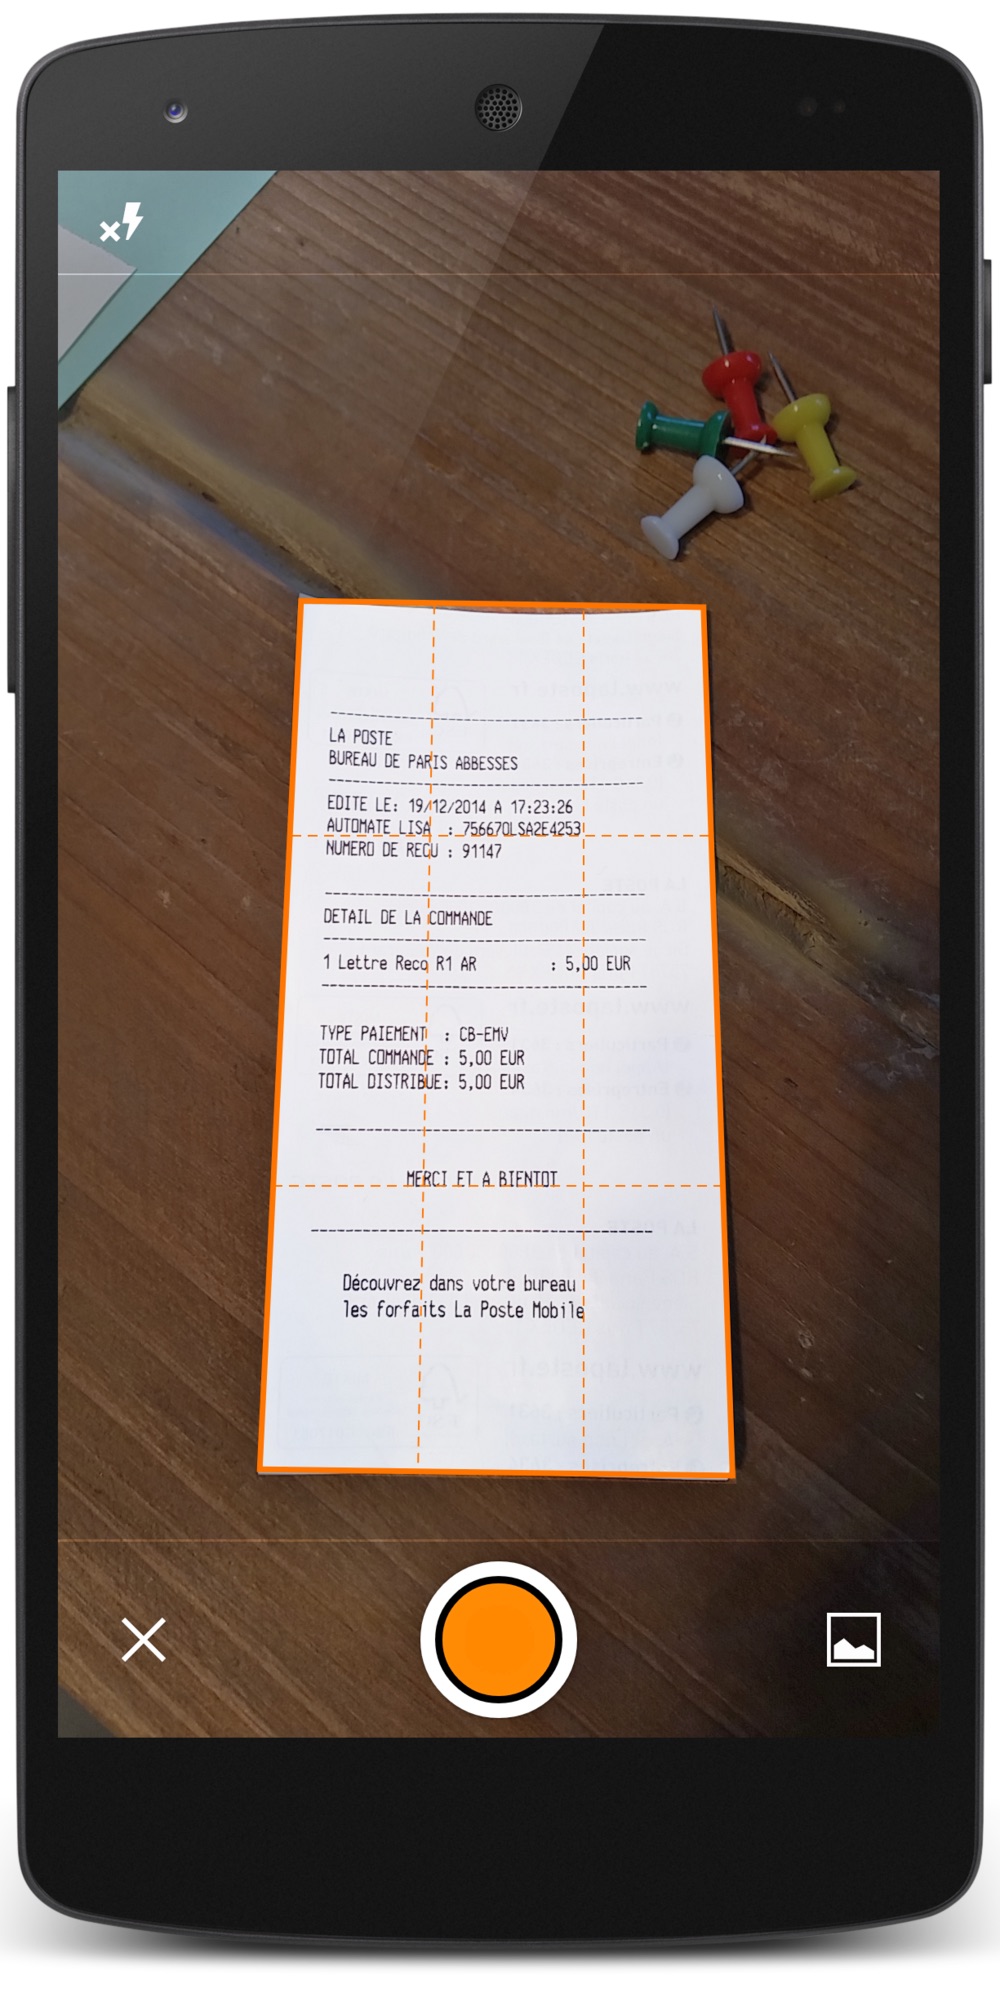 LA POSTE
BUREAU DE PARIS ABBESSES
EDITE LE: 19/12/2014 A 17:23:26
AUTOMATE LISA : 756670LSA2E4253
NUMERO DE RECU : 91147
DETAIL DE LA COMMANDE
1 Lettre Reco R1 AR : 5,00 EUR
TYPE PAIEMENT : CB-EMV
TOTAL COMMANDE : 5,00 EUR
TOTAL DISTRIBUE: 5,00 EUR
MERCI ET A BIENTOT
Découvrez dans votre bureau
les forfaits La Poste Mobile